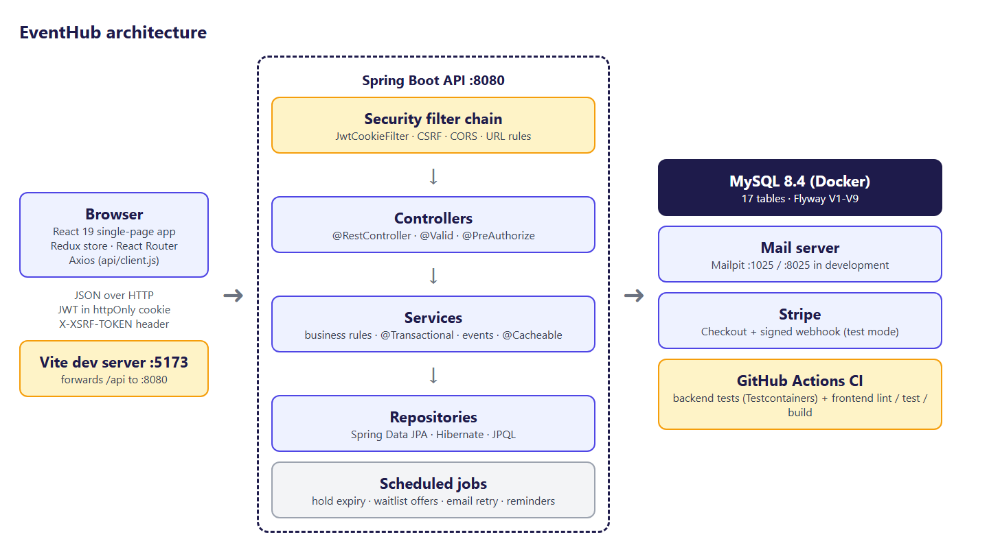 EventHub architecture
Browser
React 19 single-page app
Redux store · React Router
Axios (api/client.js)
JSON over HTTP
JWT in httpOnly cookie
X-XSRF-TOKEN header
Vite dev server :5173
forwards /api to :8080
→
Spring Boot API :8080
Security filter chain
JwtCookieFilter · CSRF · CORS · URL rules
↓
Controllers
@RestController · @Valid · @PreAuthorize
↓
Services
business rules · @Transactional · events · @Cacheable
↓
Repositories
Spring Data JPA · Hibernate · JPQL
Scheduled jobs
hold expiry · waitlist offers · email retry · reminders
→
MySQL 8.4 (Docker)
17 tables · Flyway V1-V9
Mail server
Mailpit :1025 / :8025 in development
Stripe
Checkout + signed webhook (test mode)
GitHub Actions CI
backend tests (Testcontainers) + frontend lint / test /
build